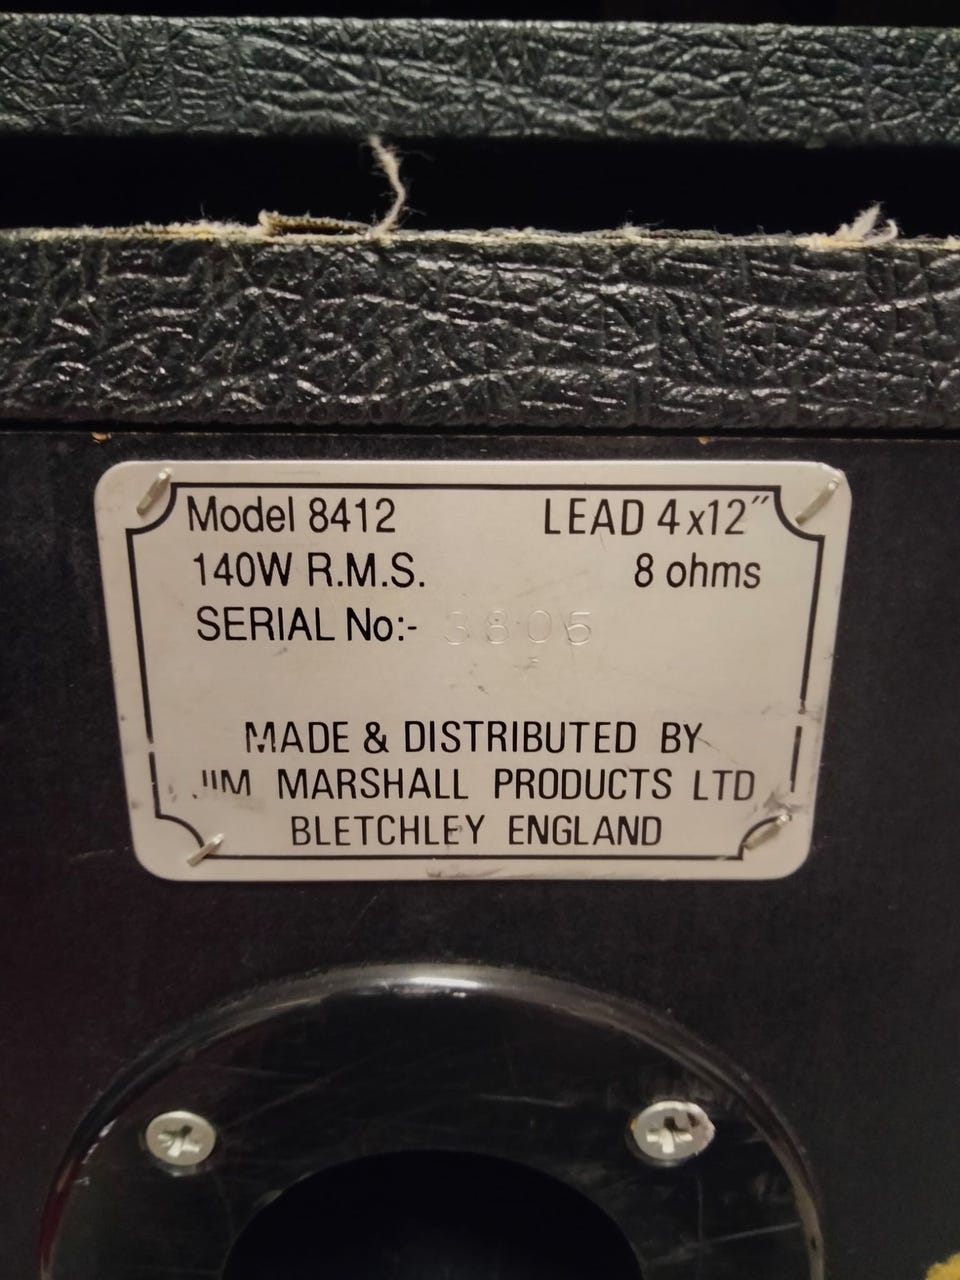 Model 8412 LEAD 4x12″
140W R.M.S. 8 ohms
SERIAL No:- 3805
MADE & DISTRIBUTED BY
JIM MARSHALL PRODUCTS LTD
BLETCHLEY ENGLAND